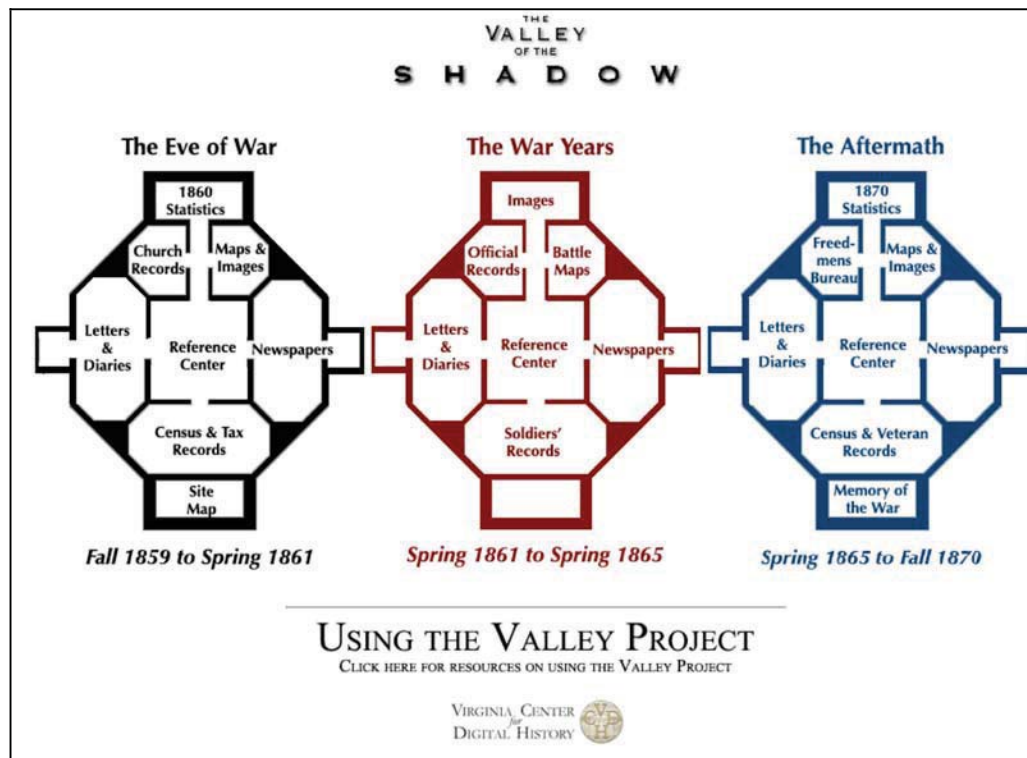 THE
VALLEY
OF THE
SHADOW
The Eve of War
1860
Statistics
Church
Records
Maps &
Images
Letters
&
Diaries
Reference
Center
Newspapers
Census & Tax
Records
Site
Map
Fall 1859 to Spring 1861
The War Years
Images
Official
Records
Battle
Maps
Letters
&
Diaries
Reference
Center
Newspapers
Soldiers'
Records
Spring 1861 to Spring 1865
The Aftermath
1870
Statistics
Freed-
mens
Bureau
Maps &
Images
Letters
&
Diaries
Reference
Center
Newspapers
Census & Veteran
Records
Memory of
the War
Spring 1865 to Fall 1870
USING THE VALLEY PROJECT
CLICK HERE FOR RESOURCES ON USING THE VALLEY PROJECT
VIRGINIA CENTER
for
DIGITAL HISTORY
VCDH